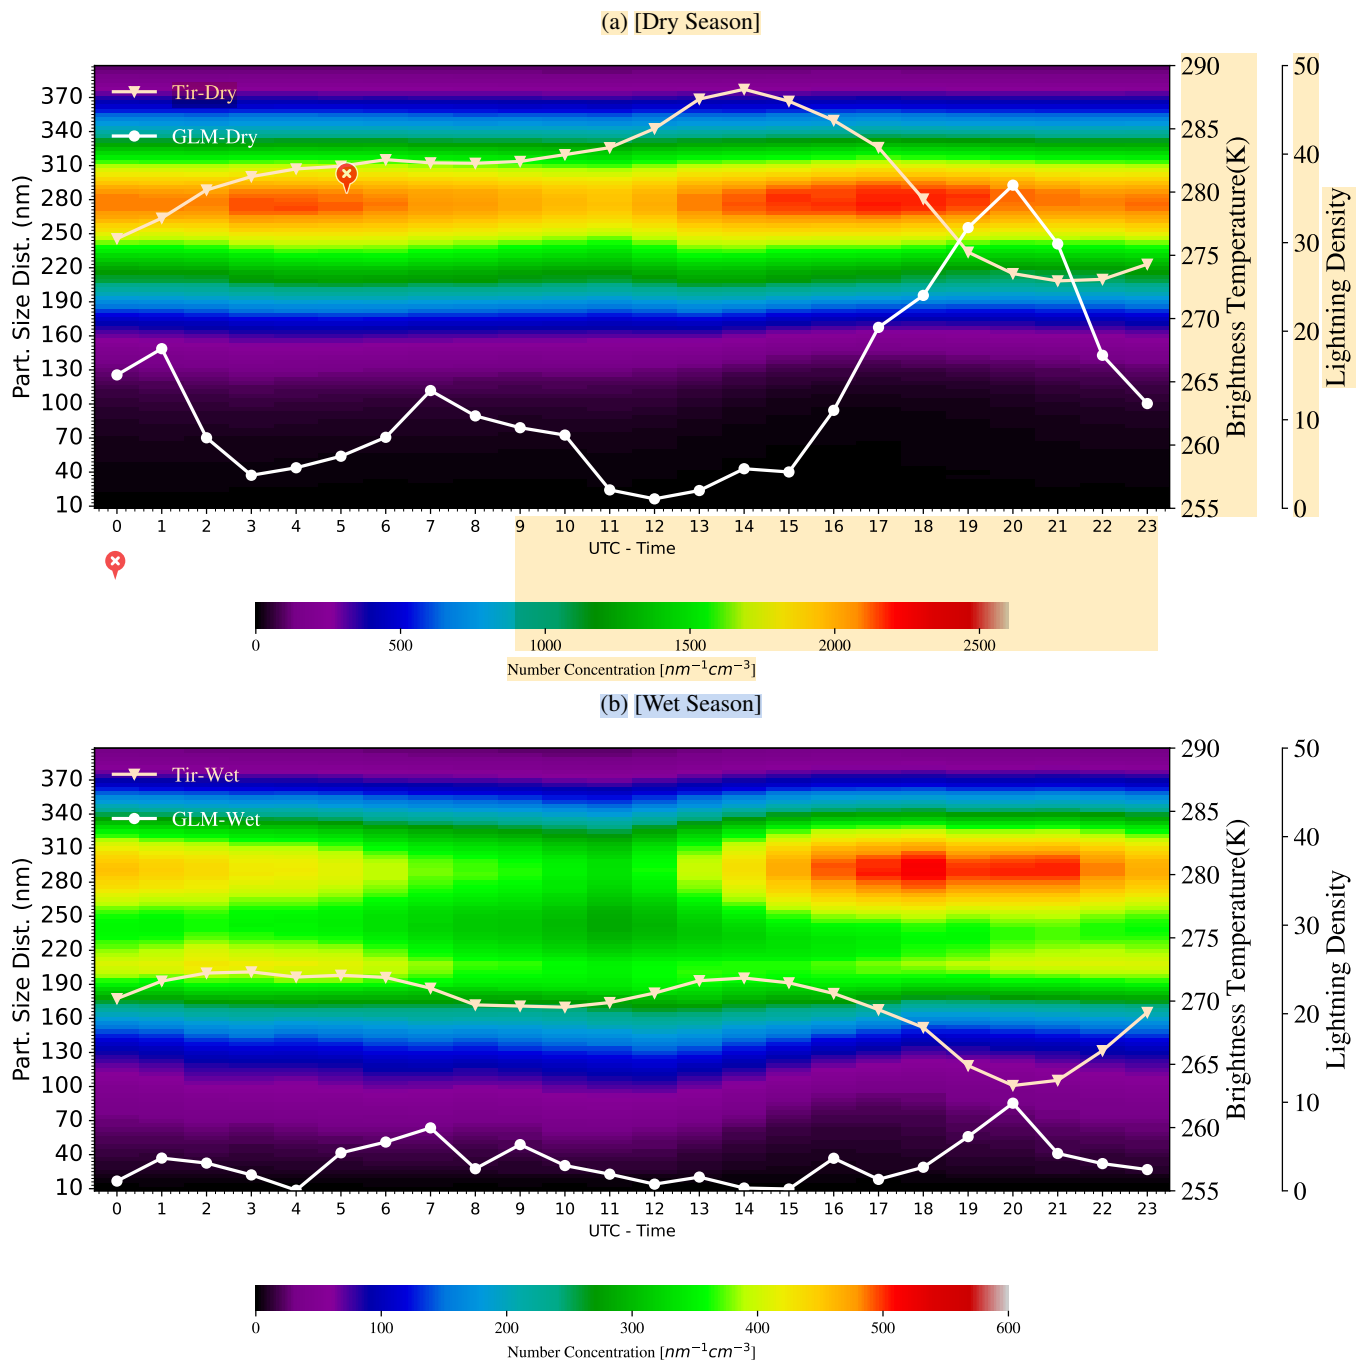 (a) [Dry Season]
Tir-Dry
GLM-Dry
Part. Size Dist. (nm)
370
340
310
280
250
220
190
160
130
100
70
40
10
290
285
280
275
270
265
260
255
Brightness Temperature(K)
50
40
30
20
10
0
Lightning Density
0 1 2 3 4 5 6 7 8 9 10 11 12 13 14 15 16 17 18 19 20 21 22 23
UTC - Time
0 500 1000 1500 2000 2500
Number Concentration [nm⁻¹cm⁻³]
(b) [Wet Season]
Tir-Wet
GLM-Wet
Part. Size Dist. (nm)
370
340
310
280
250
220
190
160
130
100
70
40
10
290
285
280
275
270
265
260
255
Brightness Temperature(K)
50
40
30
20
10
0
Lightning Density
0 1 2 3 4 5 6 7 8 9 10 11 12 13 14 15 16 17 18 19 20 21 22 23
UTC - Time
0 100 200 300 400 500 600
Number Concentration [nm⁻¹cm⁻³]